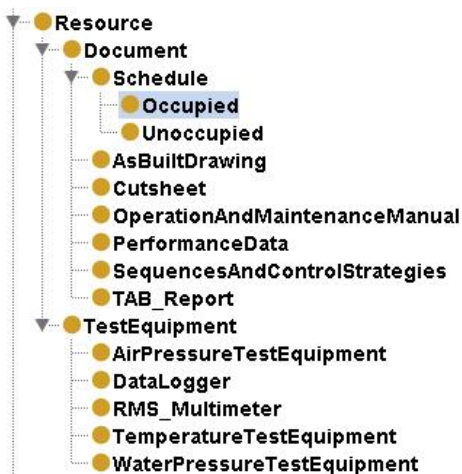 Resource
Document
Schedule
Occupied
Unoccupied
AsBuiltDrawing
Cutsheet
OperationAndMaintenanceManual
PerformanceData
SequencesAndControlStrategies
TAB_Report
TestEquipment
AirPressureTestEquipment
DataLogger
RMS_Multimeter
TemperatureTestEquipment
WaterPressureTestEquipment